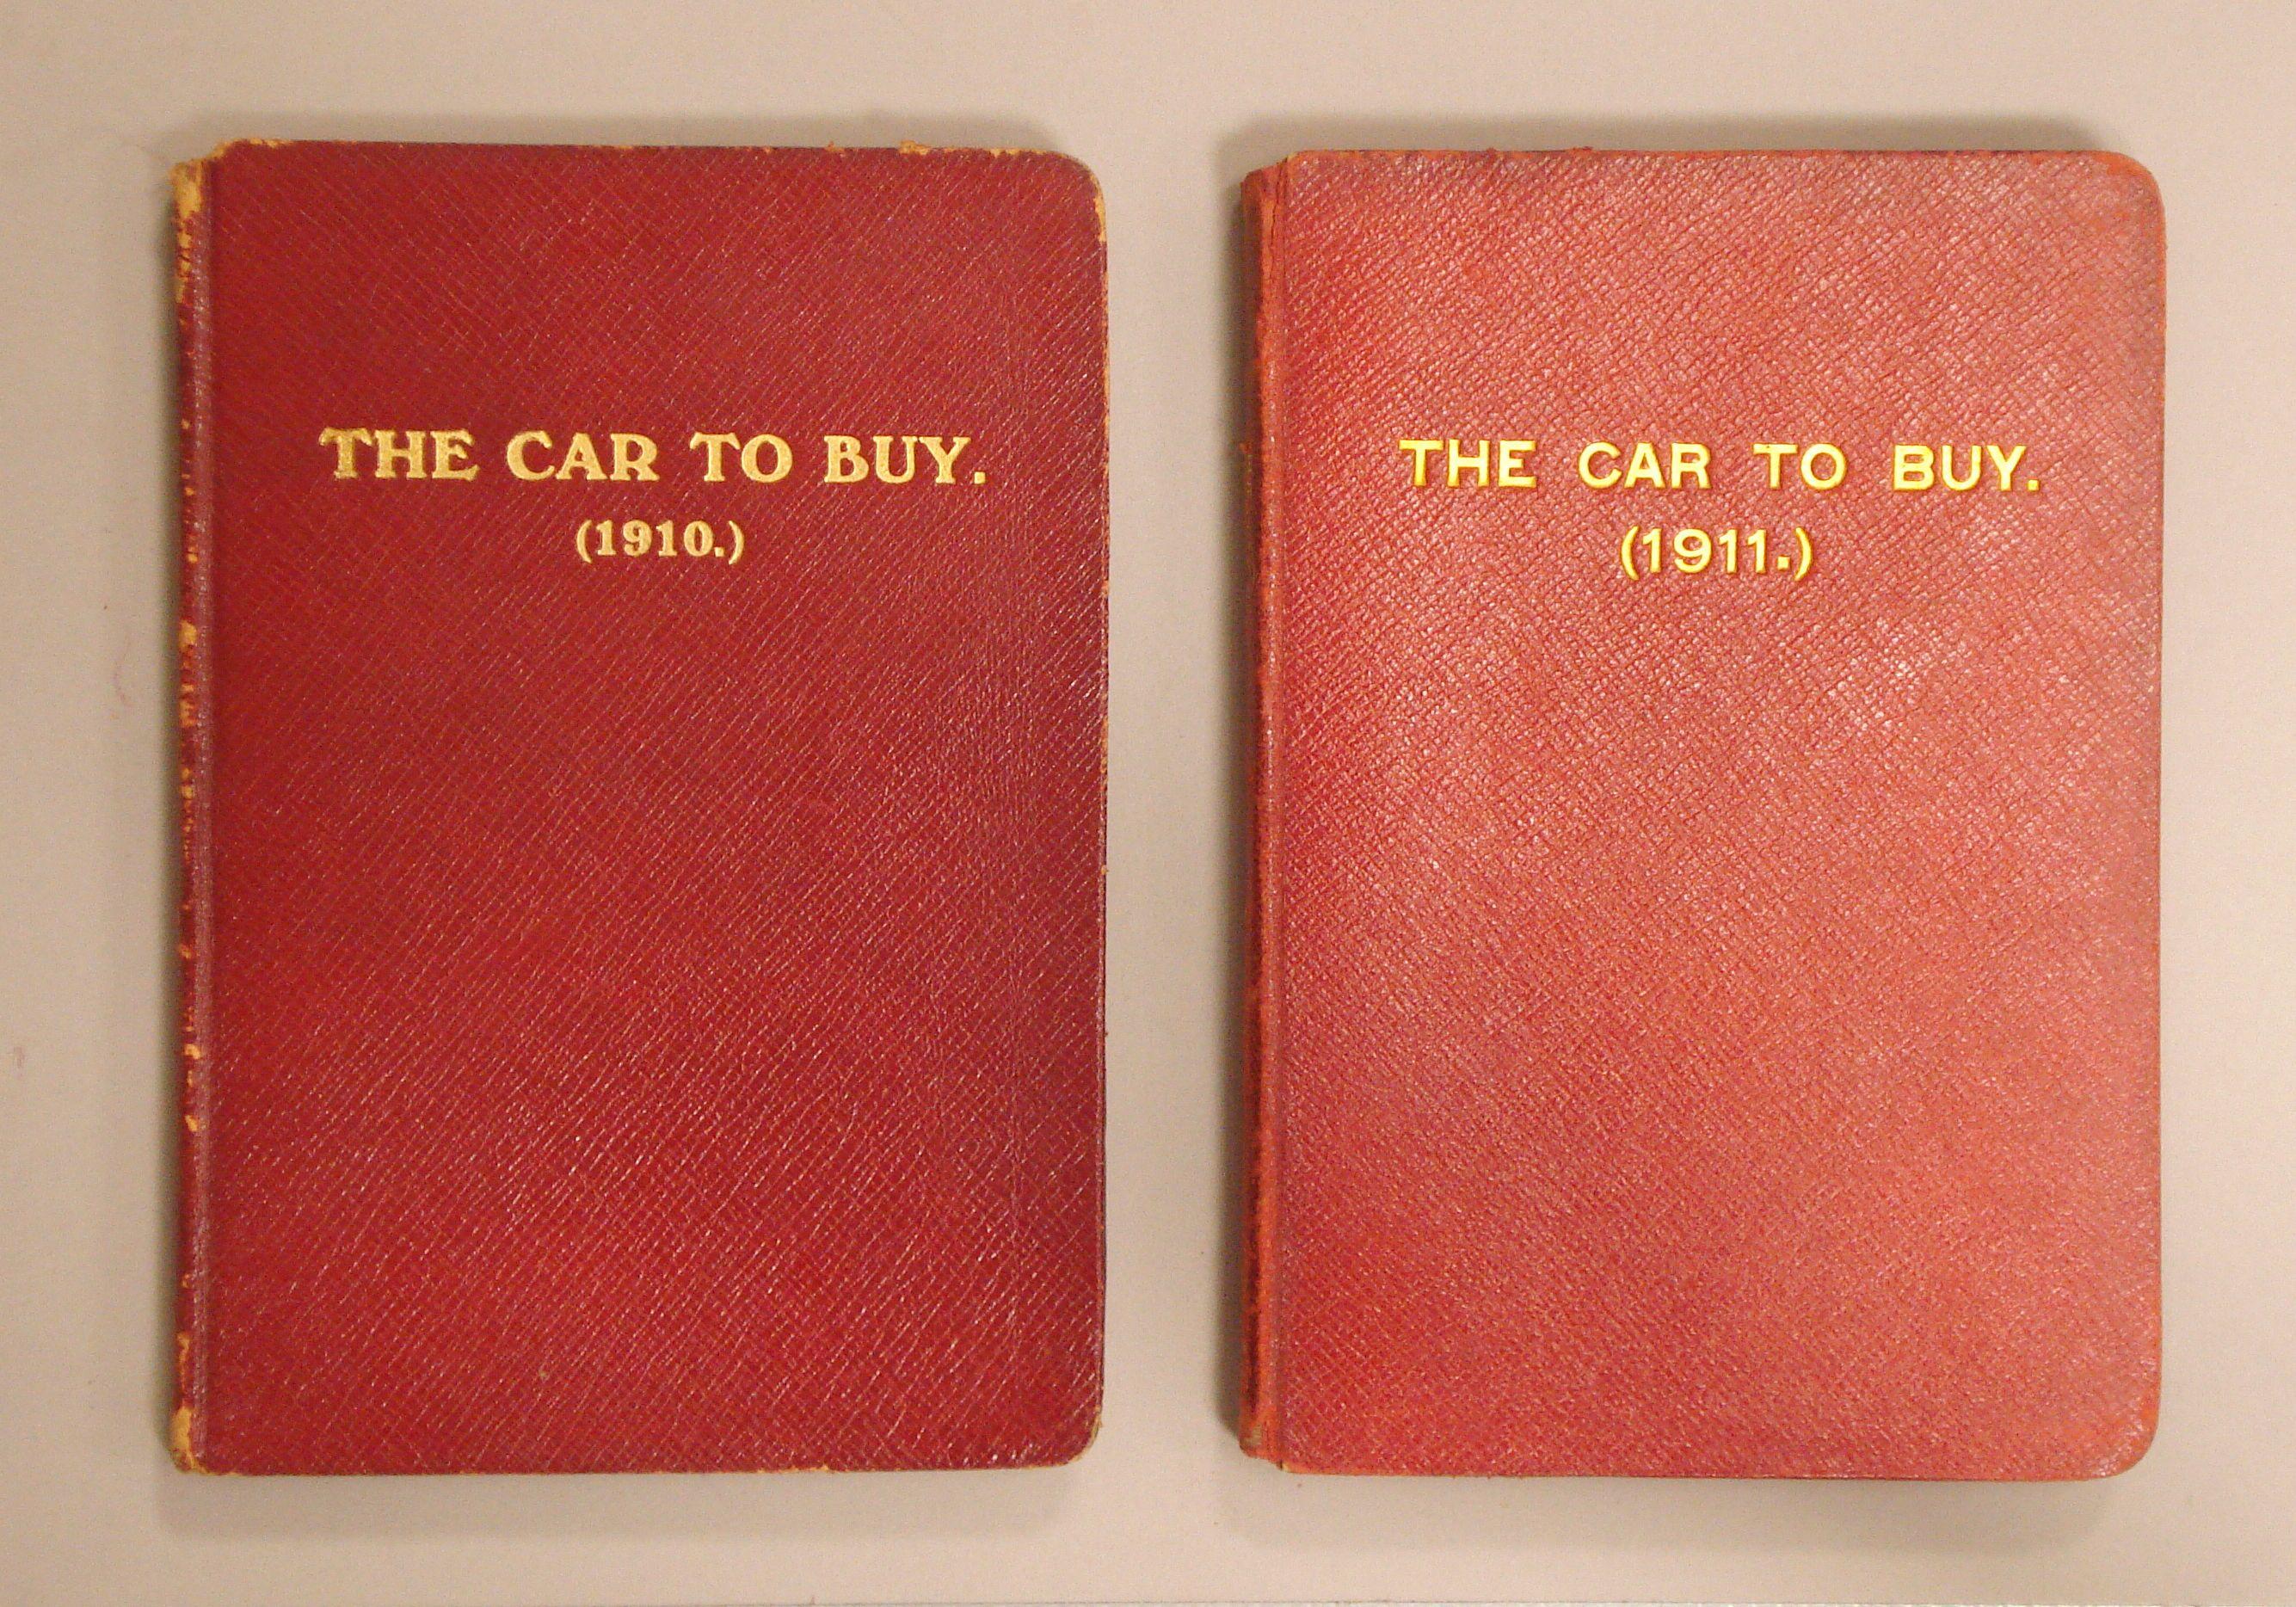 THE CAR TO BUY.
(1910.)
THE CAR TO BUY.
(1911.)